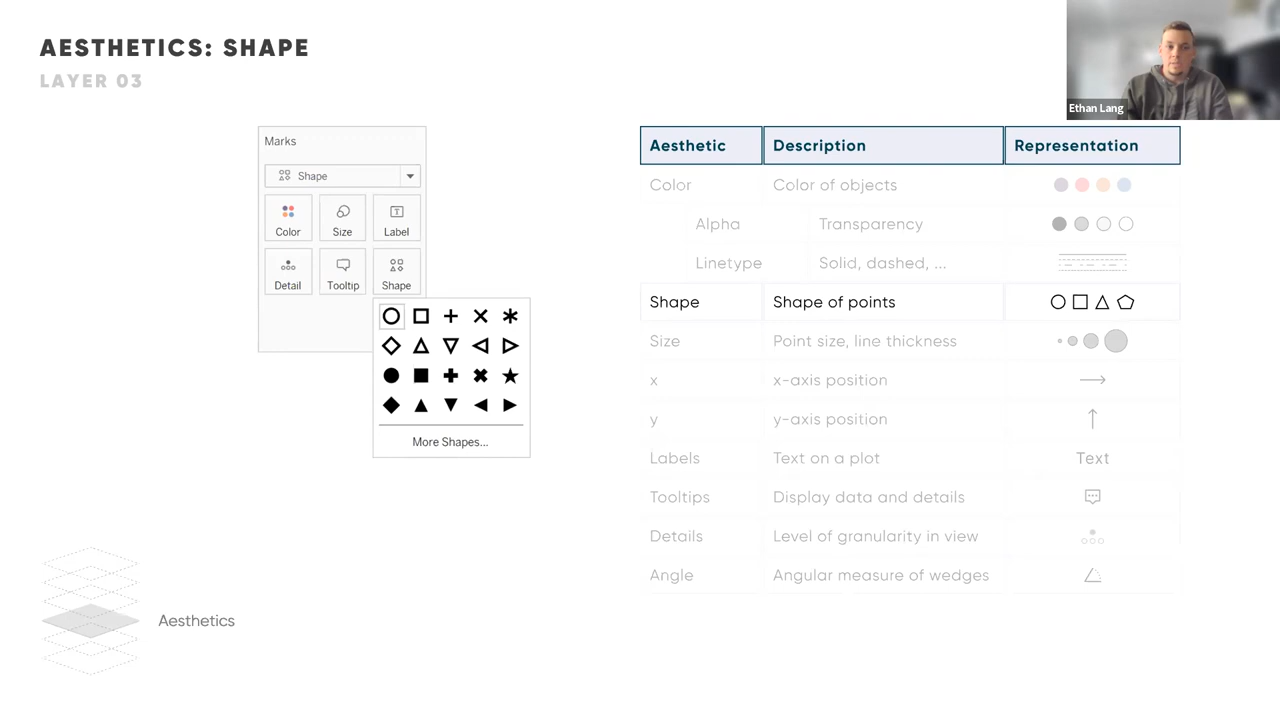 AESTHETICS: SHAPE
LAYER 03
Ethan Lang
Marks
Shape
Color Size Label
Detail Tooltip Shape
More Shapes...
Aesthetic Description Representation
Color Color of objects
Alpha Transparency
Linetype Solid, dashed, ...
Shape Shape of points
Size Point size, line thickness
x x-axis position
y y-axis position
Labels Text on a plot Text
Tooltips Display data and details
Details Level of granularity in view
Angle Angular measure of wedges
Aesthetics